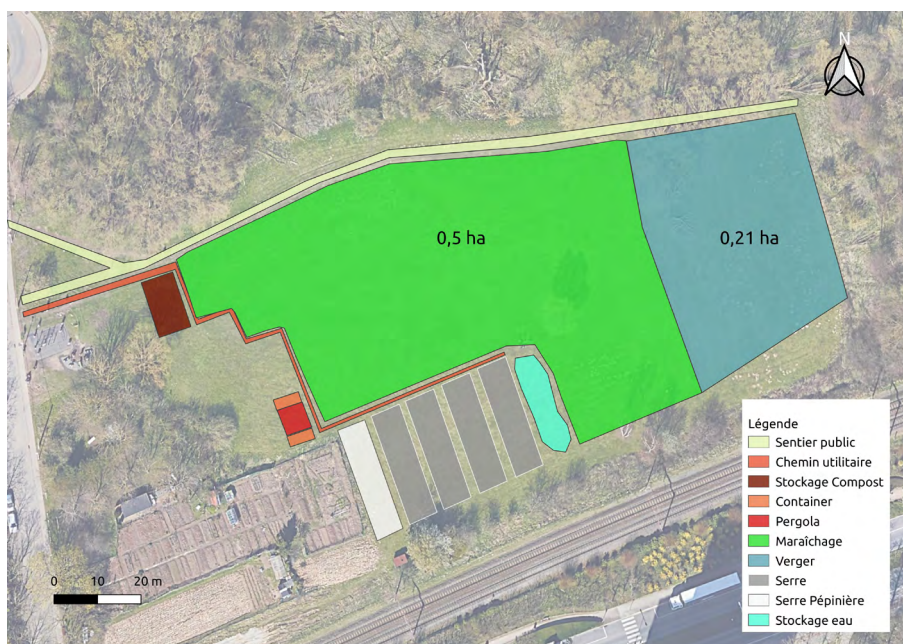 N
0,5 ha
0,21 ha
Légende
Sentier public
Chemin utilitaire
Stockage Compost
Container
Pergola
Maraîchage
Verger
Serre
Serre Pépinière
Stockage eau
0 10 20 m